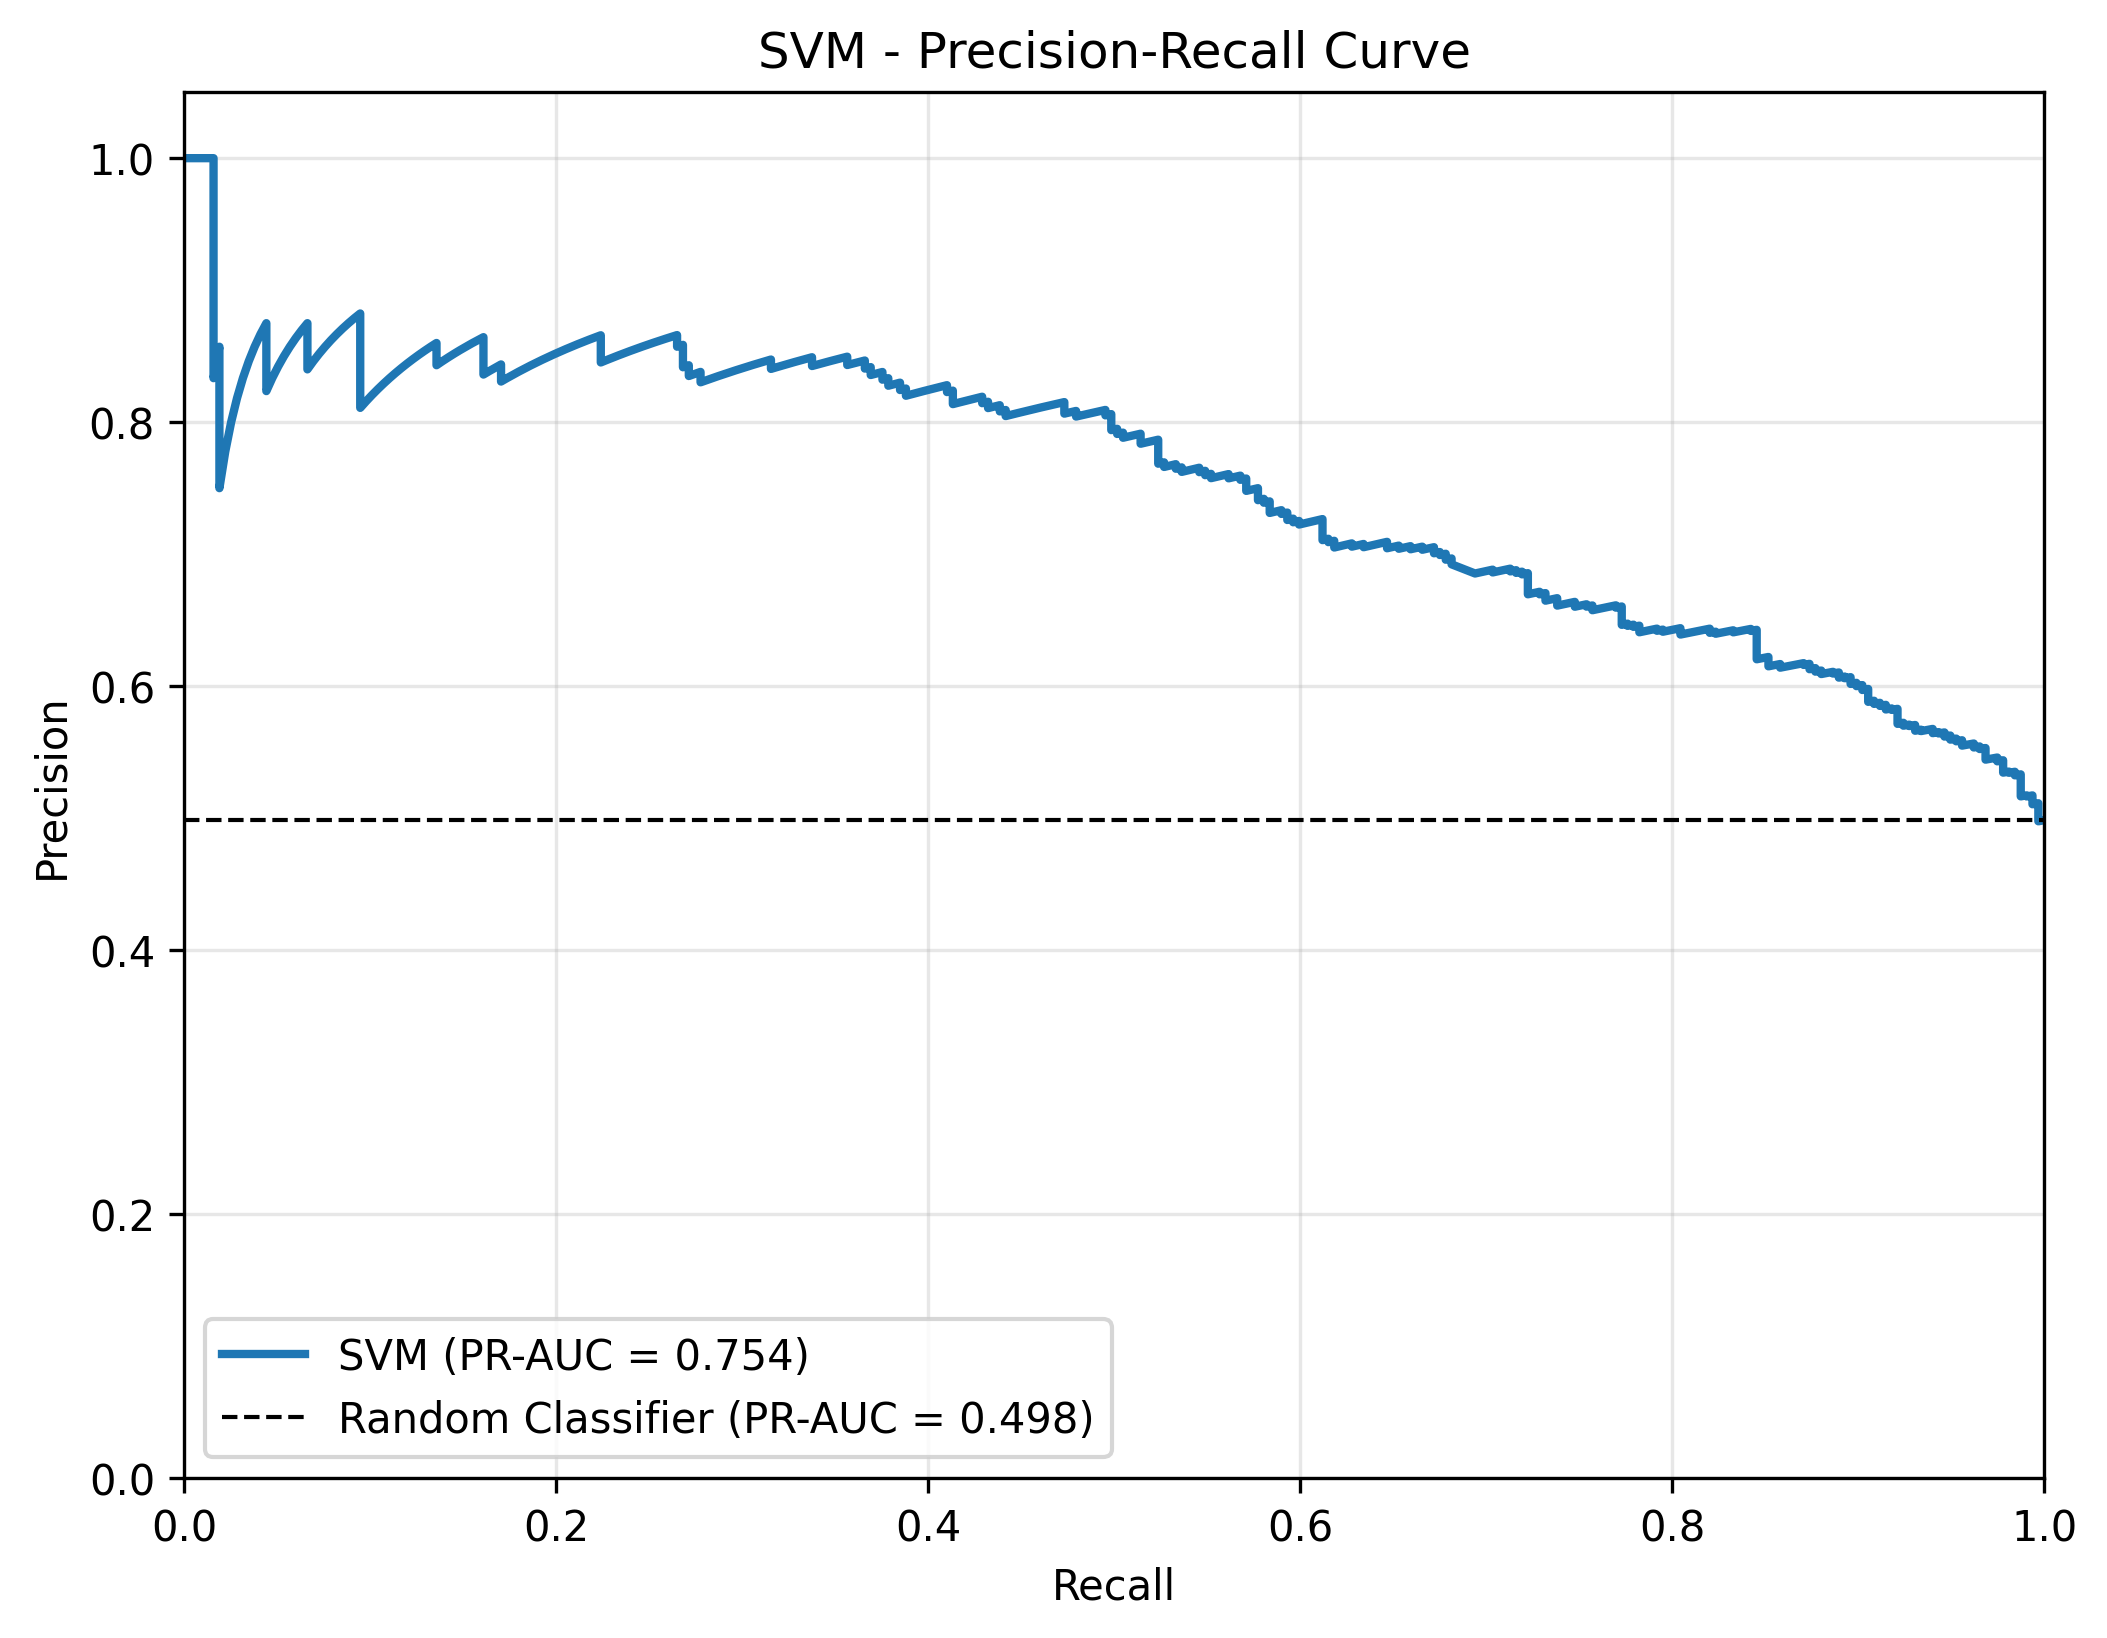 SVM - Precision-Recall Curve
1.0
0.8
0.6
0.4
0.2
0.0
Precision
SVM (PR-AUC = 0.754)
Random Classifier (PR-AUC = 0.498)
0.0 0.2 0.4 0.6 0.8 1.0
Recall